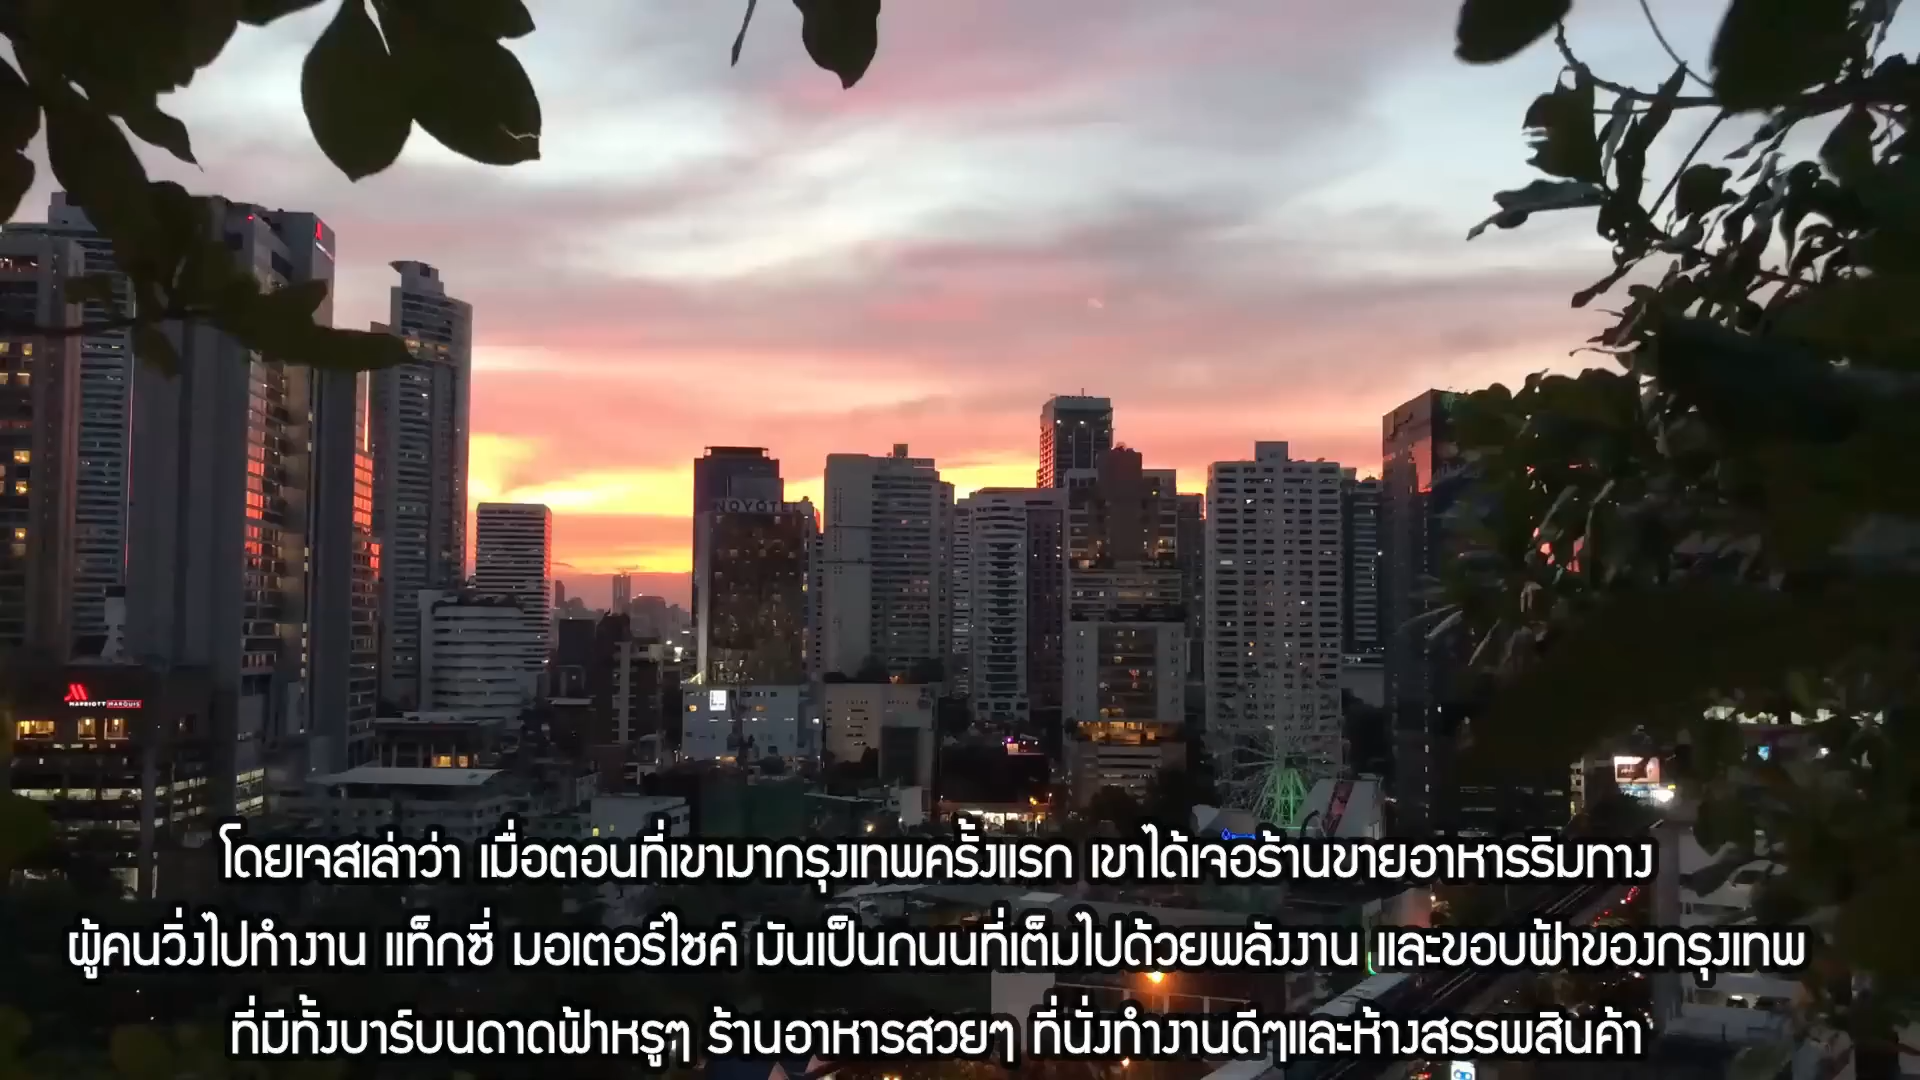 NOVOTEL
MARRIOTT MARQUIS
โดยเจสเล่าว่า เมื่อตอนที่เขามากรุงเทพครั้งแรก เขาได้เจอร้านขายอาหารริมทาง
ผู้คนวิ่งไปทำงาน แท็กซี่ มอเตอร์ไซค์ มันเป็นถนนที่เต็มไปด้วยพลังงาน และขอบฟ้าของกรุงเทพ
ที่มีทั้งบาร์บนดาดฟ้าหรูๆ ร้านอาหารสวยๆ ที่นั่งทำงานดีๆและห้างสรรพสินค้า